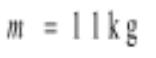 m = 11kg